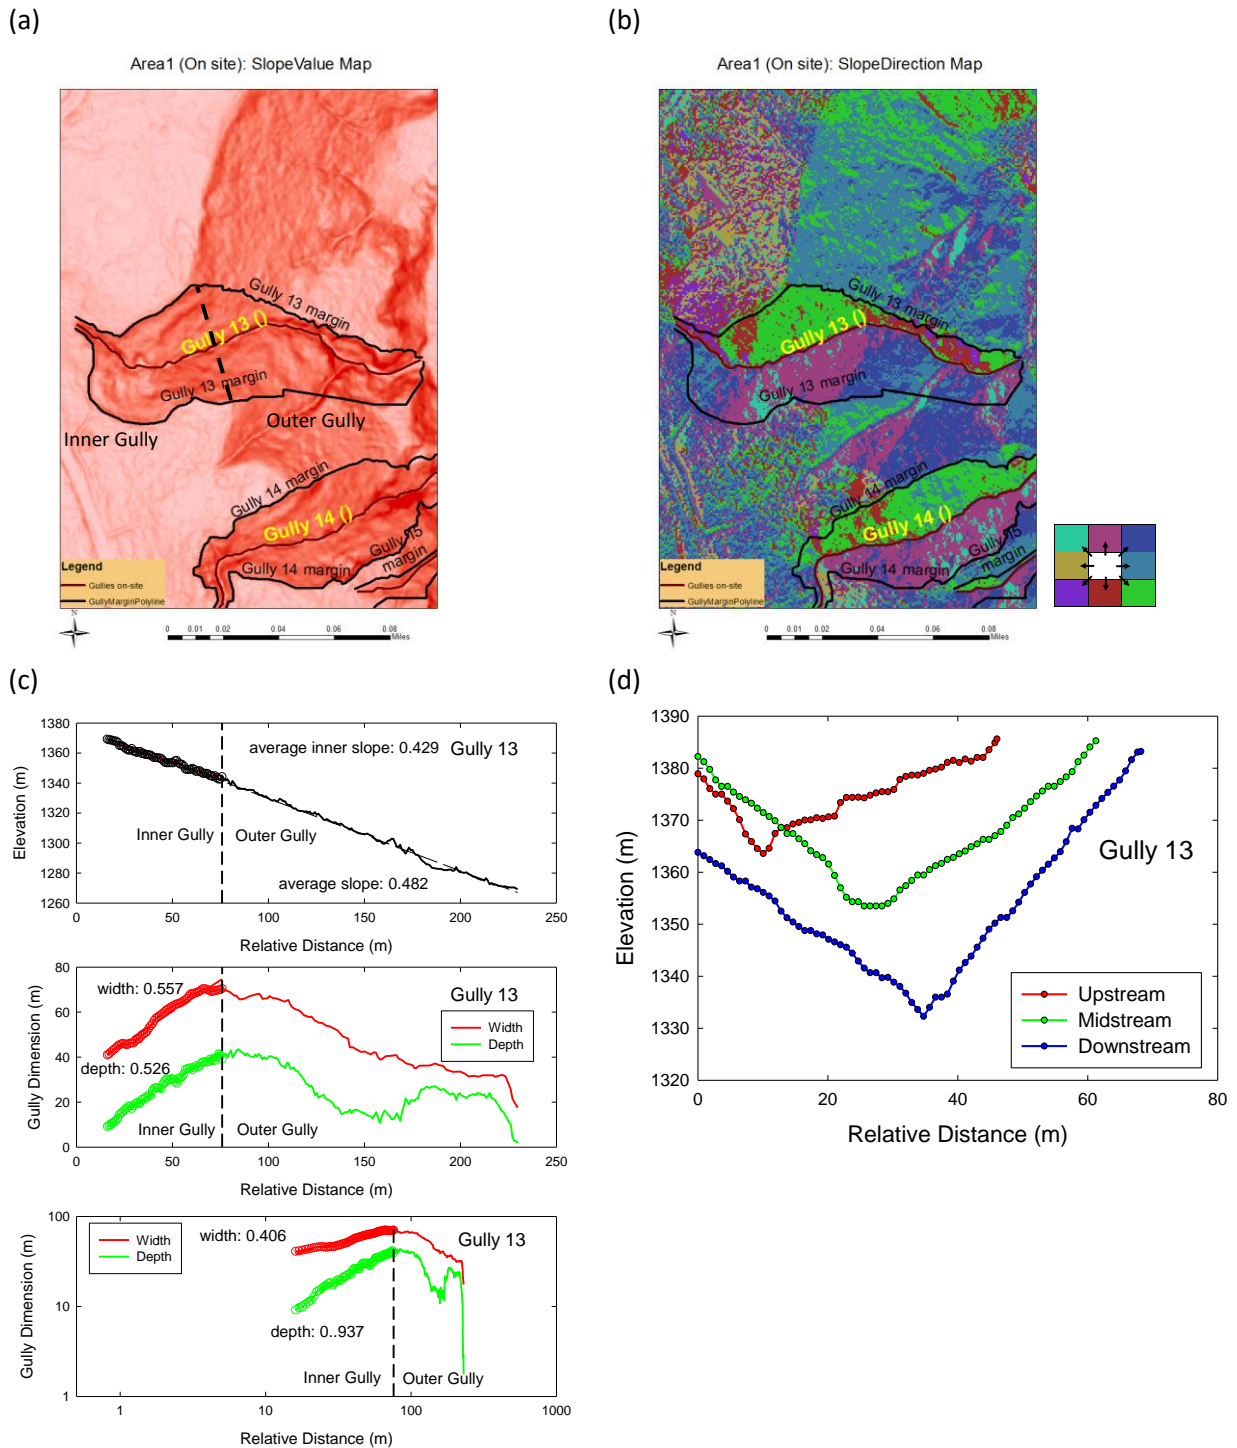 (a)
Area1 (On site): SlopeValue Map
Gully 13 margin
Gully 13 ()
Gully 13 margin
Inner Gully
Outer Gully
Gully 14 margin
Gully 14 ()
Gully 15
margin
Gully 14 margin
Legend
Gullies on-site
GullyMarginPolyline
N
0 0.01 0.02 0.04 0.06 0.08
Miles
(b)
Area1 (On site): SlopeDirection Map
Gully 13 margin
Gully 13 ()
Gully 13 margin
Gully 14 margin
Gully 14 ()
Gully 15
margin
Gully 14 margin
Legend
Gullies on-site
GullyMarginPolyline
N
0 0.01 0.02 0.04 0.06 0.08
Miles
(c)
1380
1360
1340
1320
1300
1280
1260
Elevation (m)
average inner slope: 0.429
Gully 13
Inner Gully
Outer Gully
average slope: 0.482
0 50 100 150 200 250
Relative Distance (m)
80
60
40
20
0
Gully Dimension (m)
width: 0.557
Gully 13
Width
Depth
depth: 0.526
Inner Gully
Outer Gully
0 50 100 150 200 250
Relative Distance (m)
100
10
1
Gully Dimension (m)
Width
Depth
width: 0.406
Gully 13
depth: 0..937
Inner Gully
Outer Gully
1 10 100 1000
Relative Distance (m)
(d)
1390
1380
1370
1360
1350
1340
1330
1320
Elevation (m)
Gully 13
Upstream
Midstream
Downstream
0 20 40 60 80
Relative Distance (m)